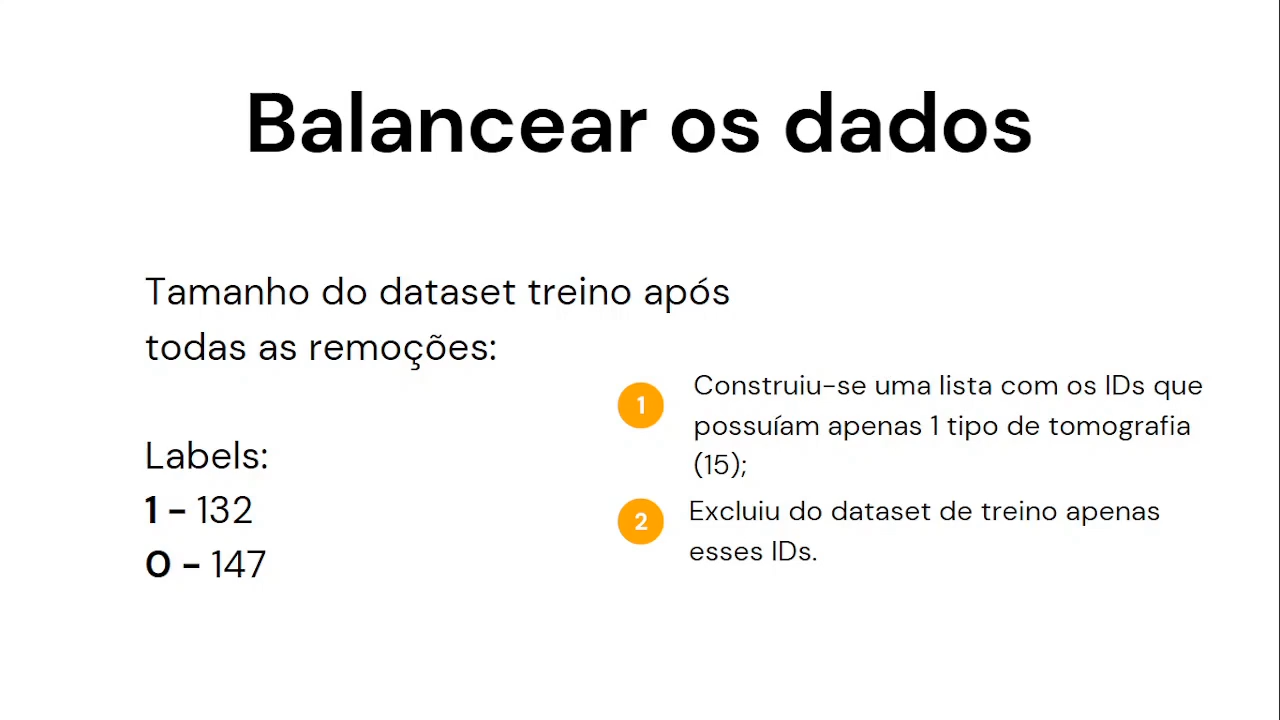 Balancear os dados
Tamanho do dataset treino após
todas as remoções:
Labels:
1 - 132
0 - 147
1
Construiu-se uma lista com os IDs que
possuíam apenas 1 tipo de tomografia
(15);
2
Excluiu do dataset de treino apenas
esses IDs.